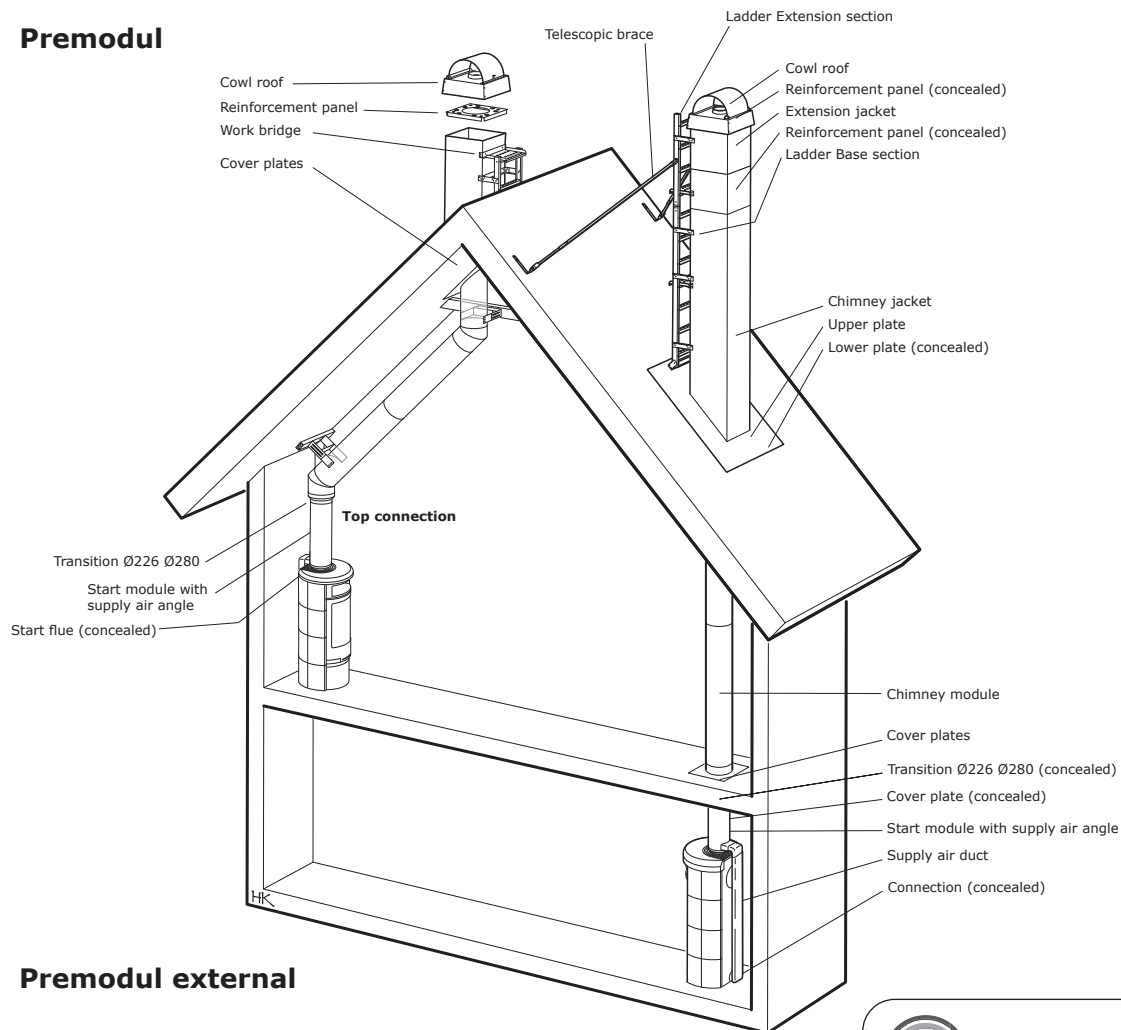 Premodul
Ladder Extension section
Telescopic brace
Cowl roof
Reinforcement panel
Work bridge
Cover plates
Cowl roof
Reinforcement panel (concealed)
Extension jacket
Reinforcement panel (concealed)
Ladder Base section
Chimney jacket
Upper plate
Lower plate (concealed)
Top connection
Transition Ø226 Ø280
Start module with
supply air angle
Start flue (concealed)
Chimney module
Cover plates
Transition Ø226 Ø280 (concealed)
Cover plate (concealed)
Start module with supply air angle
Supply air duct
Connection (concealed)
HK
Premodul external